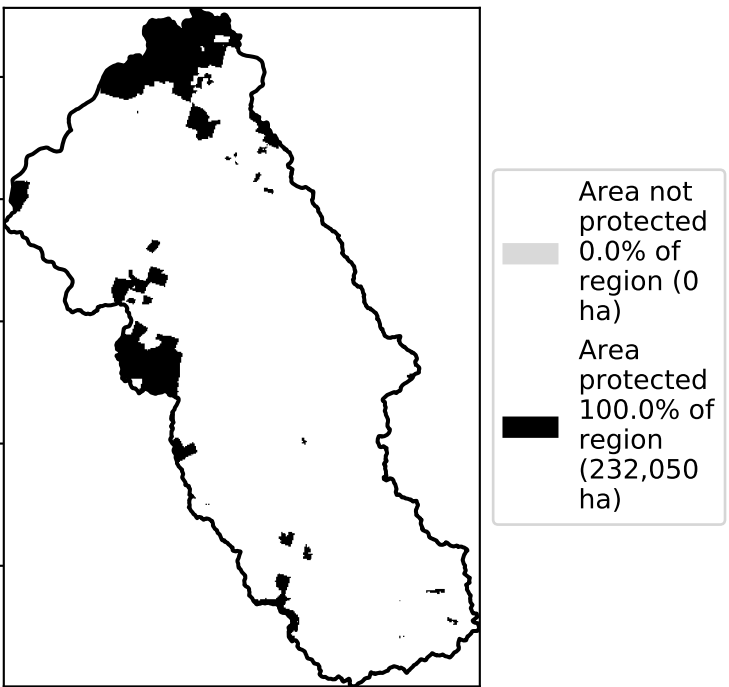 Area not
protected
0.0% of
region (0
ha)
Area
protected
100.0% of
region
(232,050
ha)